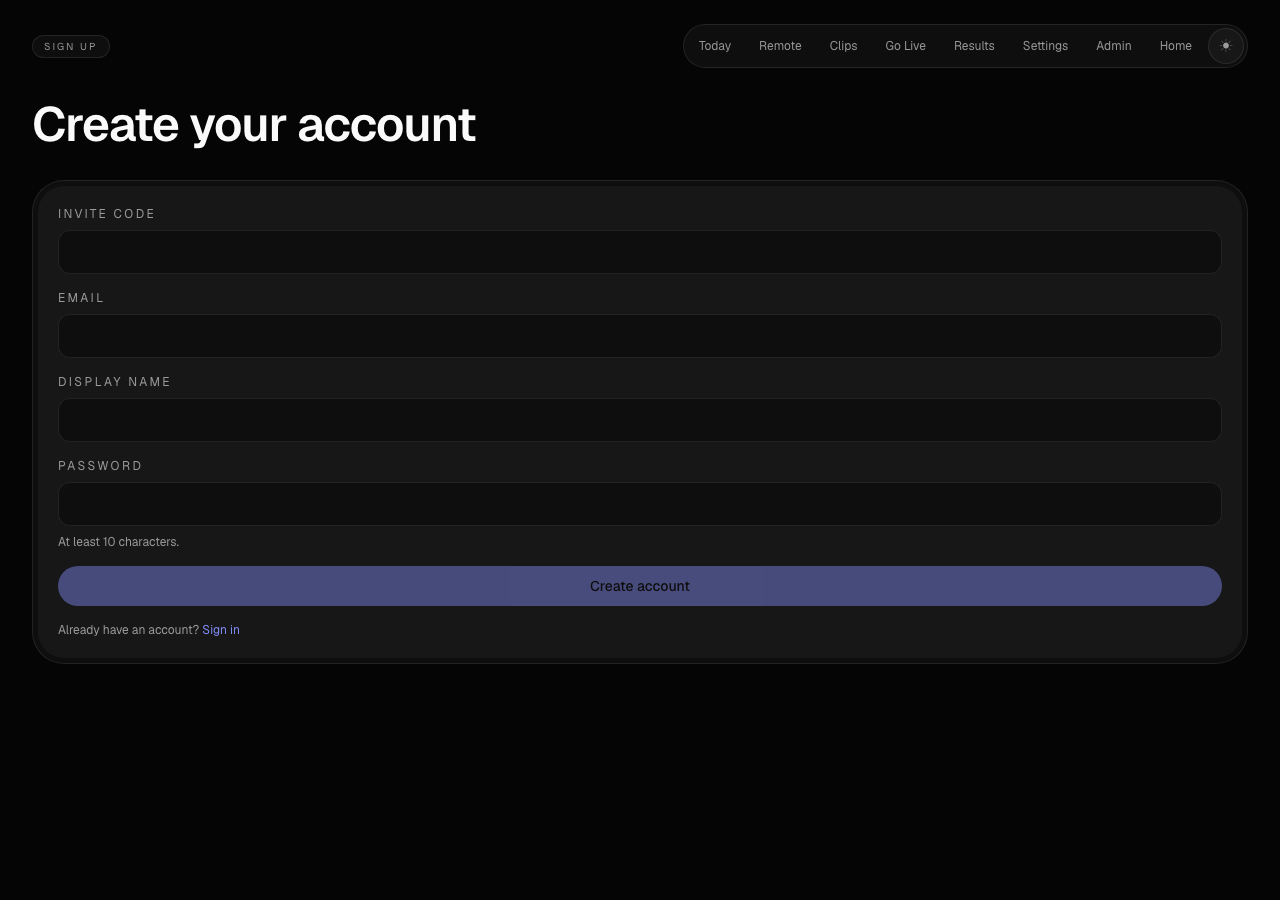 SIGN UP
Today Remote Clips Go Live Results Settings Admin Home
Create your account
INVITE CODE
EMAIL
DISPLAY NAME
PASSWORD
At least 10 characters.
Create account
Already have an account? Sign in